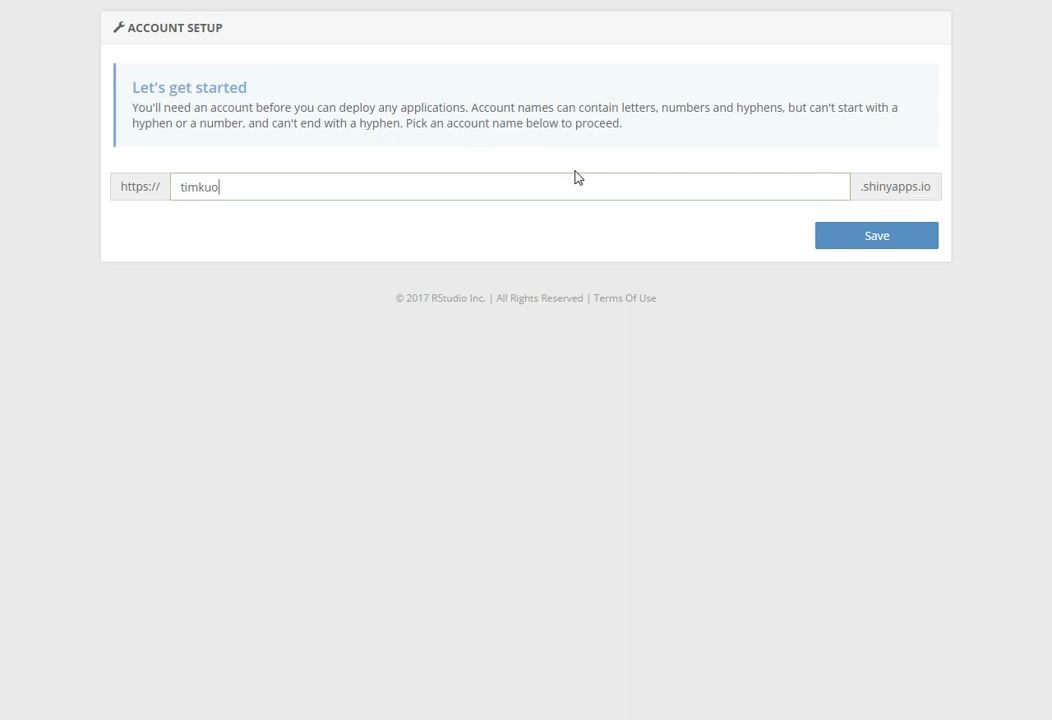 ACCOUNT SETUP
Let's get started
You'll need an account before you can deploy any applications. Account names can contain letters, numbers and hyphens, but can't start with a
hyphen or a number, and can't end with a hyphen. Pick an account name below to proceed.
https:// timkuo .shinyapps.io
Save
© 2017 RStudio Inc. | All Rights Reserved | Terms Of Use